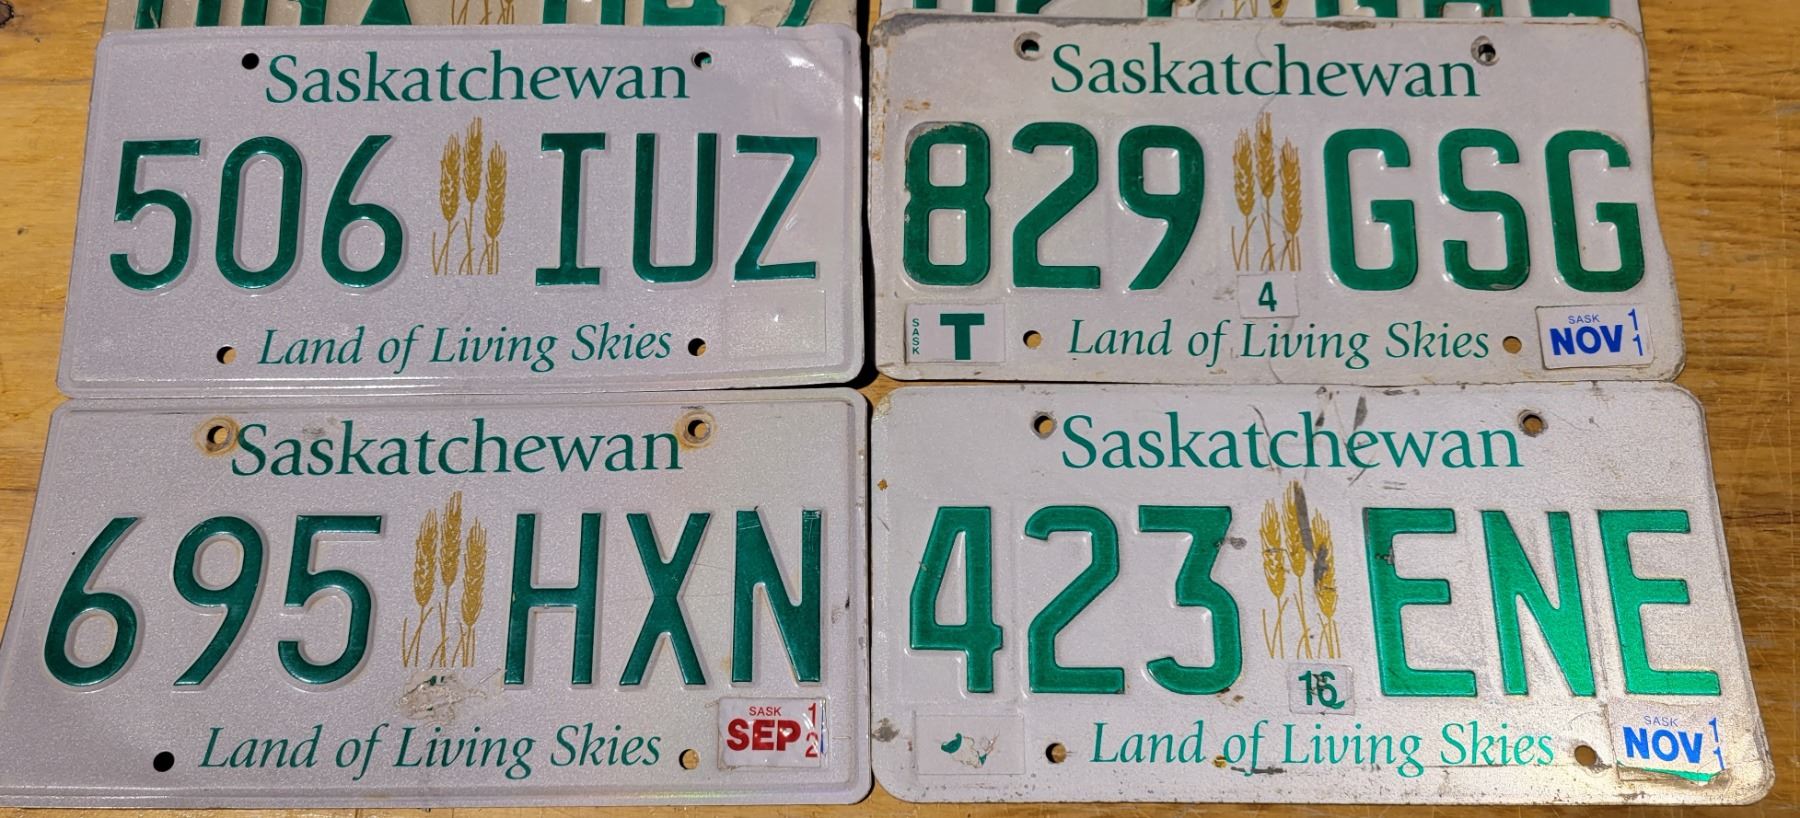 Saskatchewan
506 IUZ
Land of Living Skies
Saskatchewan
829 GSG
4
SASK T
Land of Living Skies
SASK
NOV 11
Saskatchewan
695 HXN
Land of Living Skies
SASK
SEP 12
Saskatchewan
423 ENE
16
Land of Living Skies
SASK
NOV 11